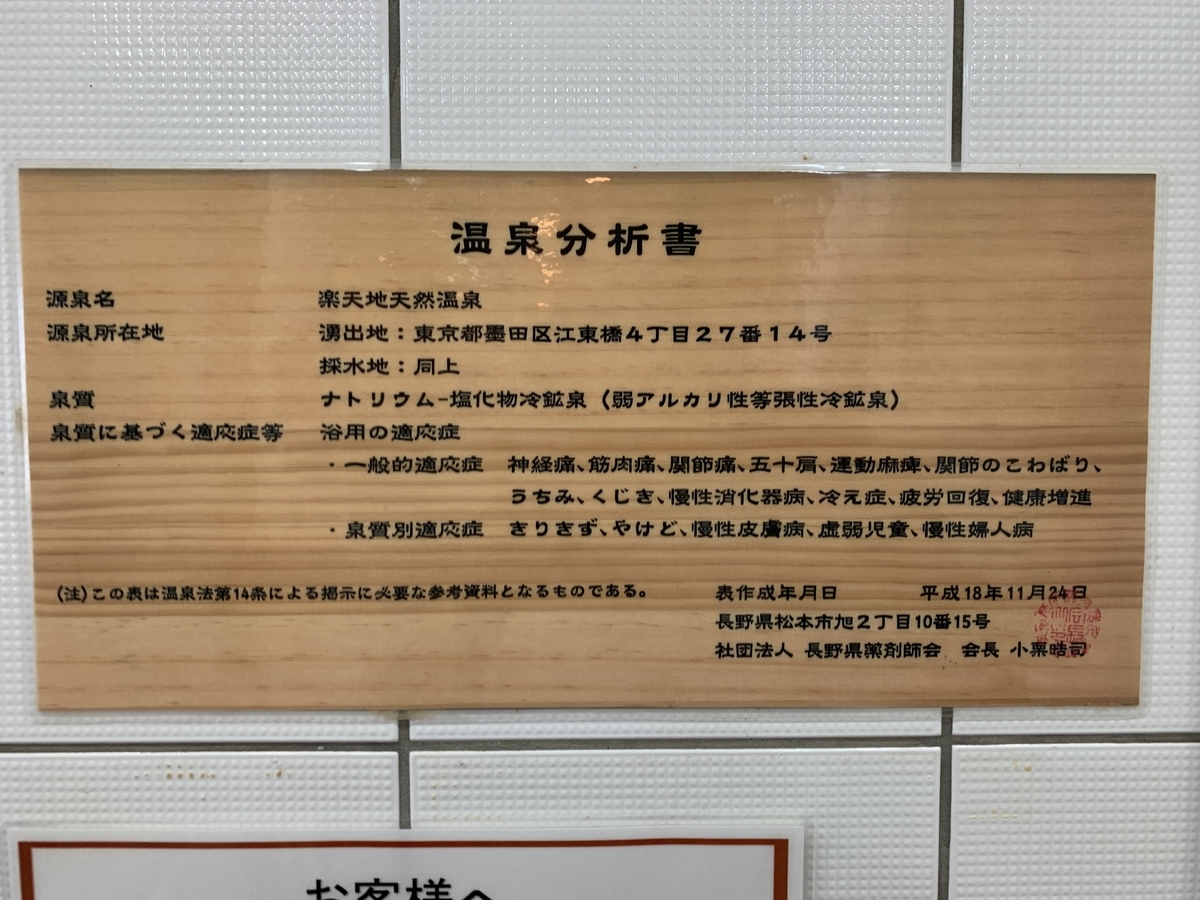 温泉分析書
源泉名 楽天地天然温泉
源泉所在地 湧出地：東京都墨田区江東橋４丁目２７番１４号
採水地：同上
泉質 ナトリウム−塩化物冷鉱泉（弱アルカリ性等張性冷鉱泉）
泉質に基づく適応症等 浴用の適応症
・一般的適応症 神経痛、筋肉痛、関節痛、五十肩、運動麻痺、関節のこわばり、
うちみ、くじき、慢性消化器病、冷え症、疲労回復、健康増進
・泉質別適応症 きりきず、やけど、慢性皮膚病、虚弱児童、慢性婦人病
（注）この表は温泉法第14条による掲示に必要な参考資料となるものである。
表作成年月日 平成18年11月24日
長野県松本市旭２丁目10番15号
社団法人 長野県薬剤師会 会長 小栗晧司
お客様へ